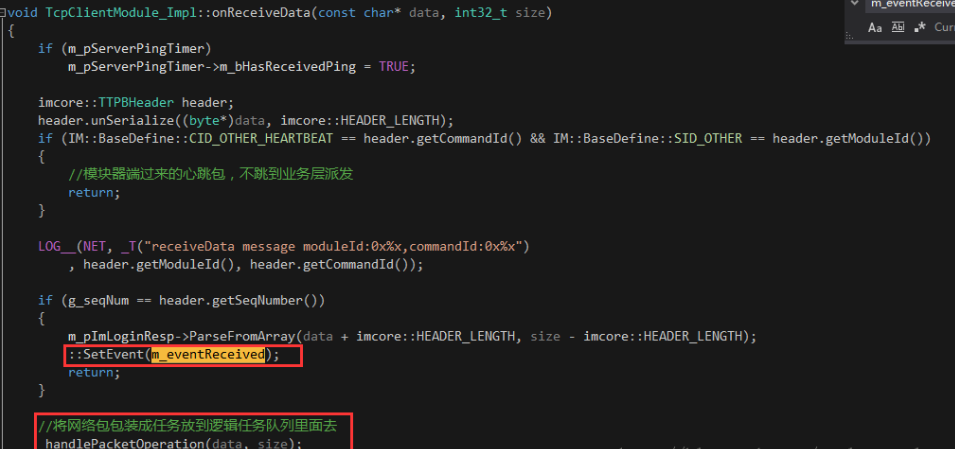 void TcpClientModule_Impl::onReceiveData(const char* data, int32_t size)
m_eventReceived
{
Aa Ab .* Curr
if (m_pServerPingTimer)
m_pServerPingTimer->m_bHasReceivedPing = TRUE;
imcore::TTPBHeader header;
header.unSerialize((byte*)data, imcore::HEADER_LENGTH);
if (IM::BaseDefine::CID_OTHER_HEARTBEAT == header.getCommandId() && IM::BaseDefine::SID_OTHER == header.getModuleId())
{
//模块器端过来的心跳包，不跳到业务层派发
return;
}
LOG__(NET, _T("receiveData message moduleId:0x%x,commandId:0x%x")
, header.getModuleId(), header.getCommandId());
if (g_seqNum == header.getSeqNumber())
{
m_pImLoginResp->ParseFromArray(data + imcore::HEADER_LENGTH, size - imcore::HEADER_LENGTH);
::SetEvent(m_eventReceived);
return;
}
//将网络包包装成任务放到逻辑任务队列里面去
handlePacketOperation(data, size);